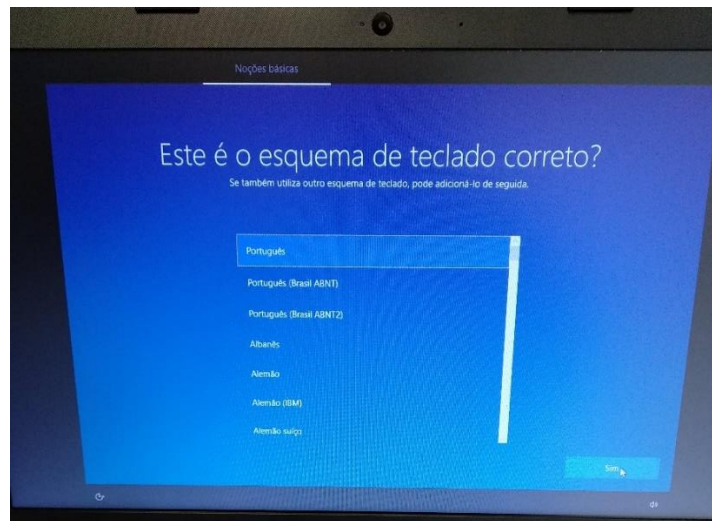 Noções básicas
Este é o esquema de teclado correto?
Se também utiliza outro esquema de teclado, pode adicioná-lo de seguida.
Português
Português (Brasil ABNT)
Português (Brasil ABNT2)
Albanês
Alemão
Alemão (IBM)
Alemão suíço
Sim